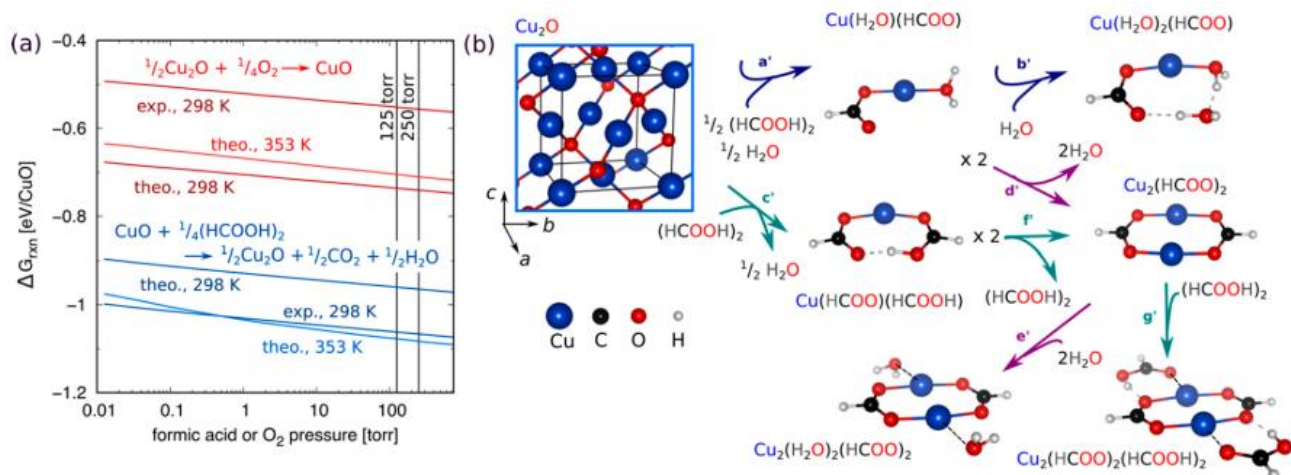 (a)
ΔG_rxn [eV/CuO]
−0.4
−0.6
−0.8
−1
−1.2
0.01
0.1
1
10
100
formic acid or O₂ pressure [torr]
¹/₂Cu₂O + ¹/₄O₂ → CuO
exp., 298 K
theo., 353 K
theo., 298 K
125 torr
250 torr
CuO + ¹/₄(HCOOH)₂
→ ¹/₂Cu₂O + ¹/₂CO₂ + ¹/₂H₂O
theo., 298 K
exp., 298 K
theo., 353 K
(b)
Cu₂O
c
b
a
Cu
C
O
H
a'
¹/₂ (HCOOH)₂
¹/₂ H₂O
Cu(H₂O)(HCOO)
b'
H₂O
Cu(H₂O)₂(HCOO)
x 2
d'
2H₂O
Cu₂(HCOO)₂
(HCOOH)₂
c'
¹/₂ H₂O
Cu(HCOO)(HCOOH)
x 2
f'
(HCOOH)₂
e'
2H₂O
Cu₂(H₂O)₂(HCOO)₂
g'
(HCOOH)₂
Cu₂(HCOO)₂(HCOOH)₂